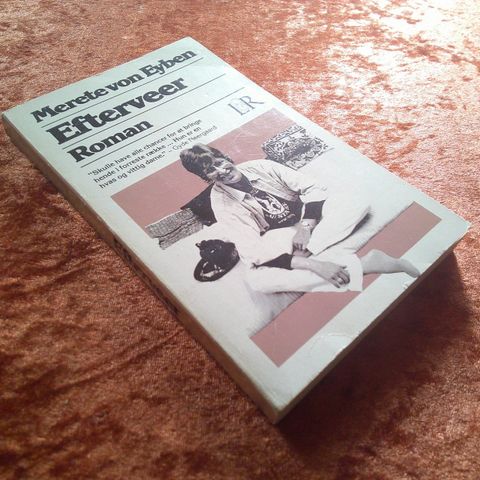 Merete von Eyben
Efterveer
Roman
LR
"Skulle have alle chancer for at bringe
hende i forreste række ... Hun er en
hvas og vittig dame." – Gyde Neergaard